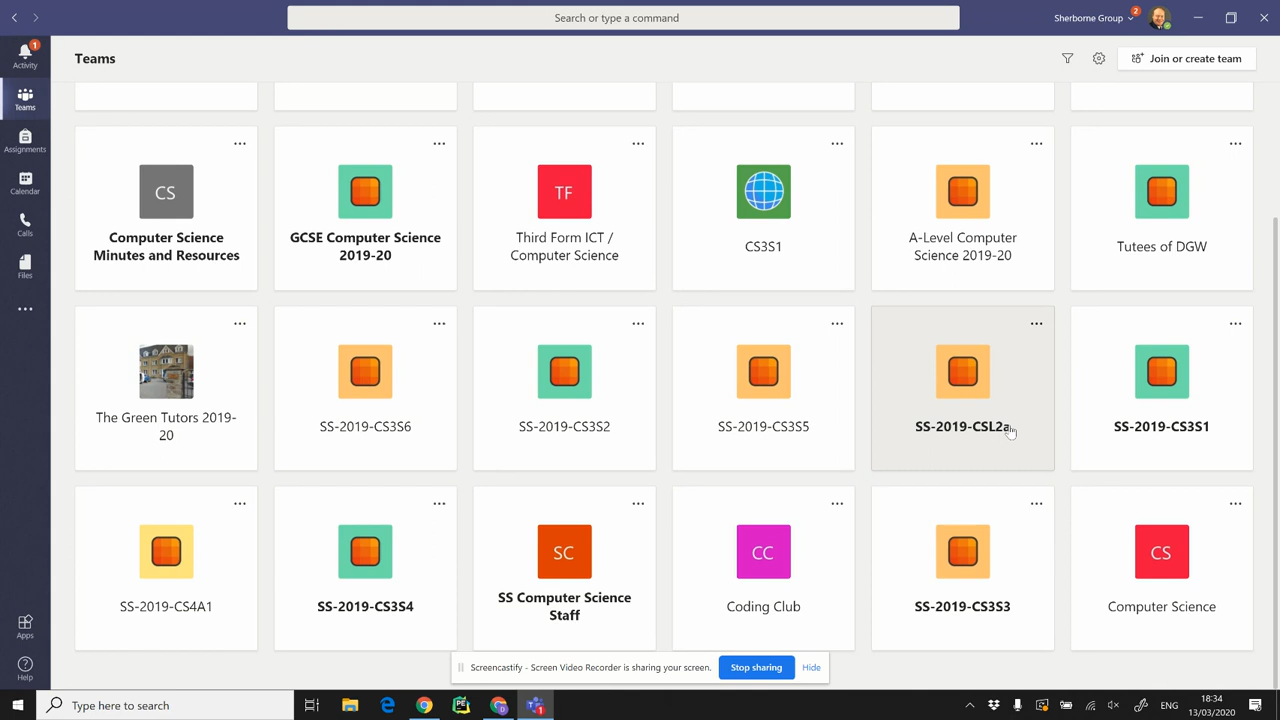 Search or type a command
Sherborne Group
2
1
Activity
Teams
Teams
Join or create team
Assignments
Calendar
Calls
Files
Apps
Help
CS
Computer Science
Minutes and Resources
GCSE Computer Science
2019-20
TF
Third Form ICT /
Computer Science
CS3S1
A-Level Computer
Science 2019-20
Tutees of DGW
The Green Tutors 2019-
20
SS-2019-CS3S6
SS-2019-CS3S2
SS-2019-CS3S5
SS-2019-CSL2a
SS-2019-CS3S1
SS-2019-CS4A1
SS-2019-CS3S4
SC
SS Computer Science
Staff
CC
Coding Club
SS-2019-CS3S3
CS
Computer Science
Screencastify - Screen Video Recorder is sharing your screen.
Stop sharing
Hide
Type here to search
PE
1
ENG
18:34
13/03/2020